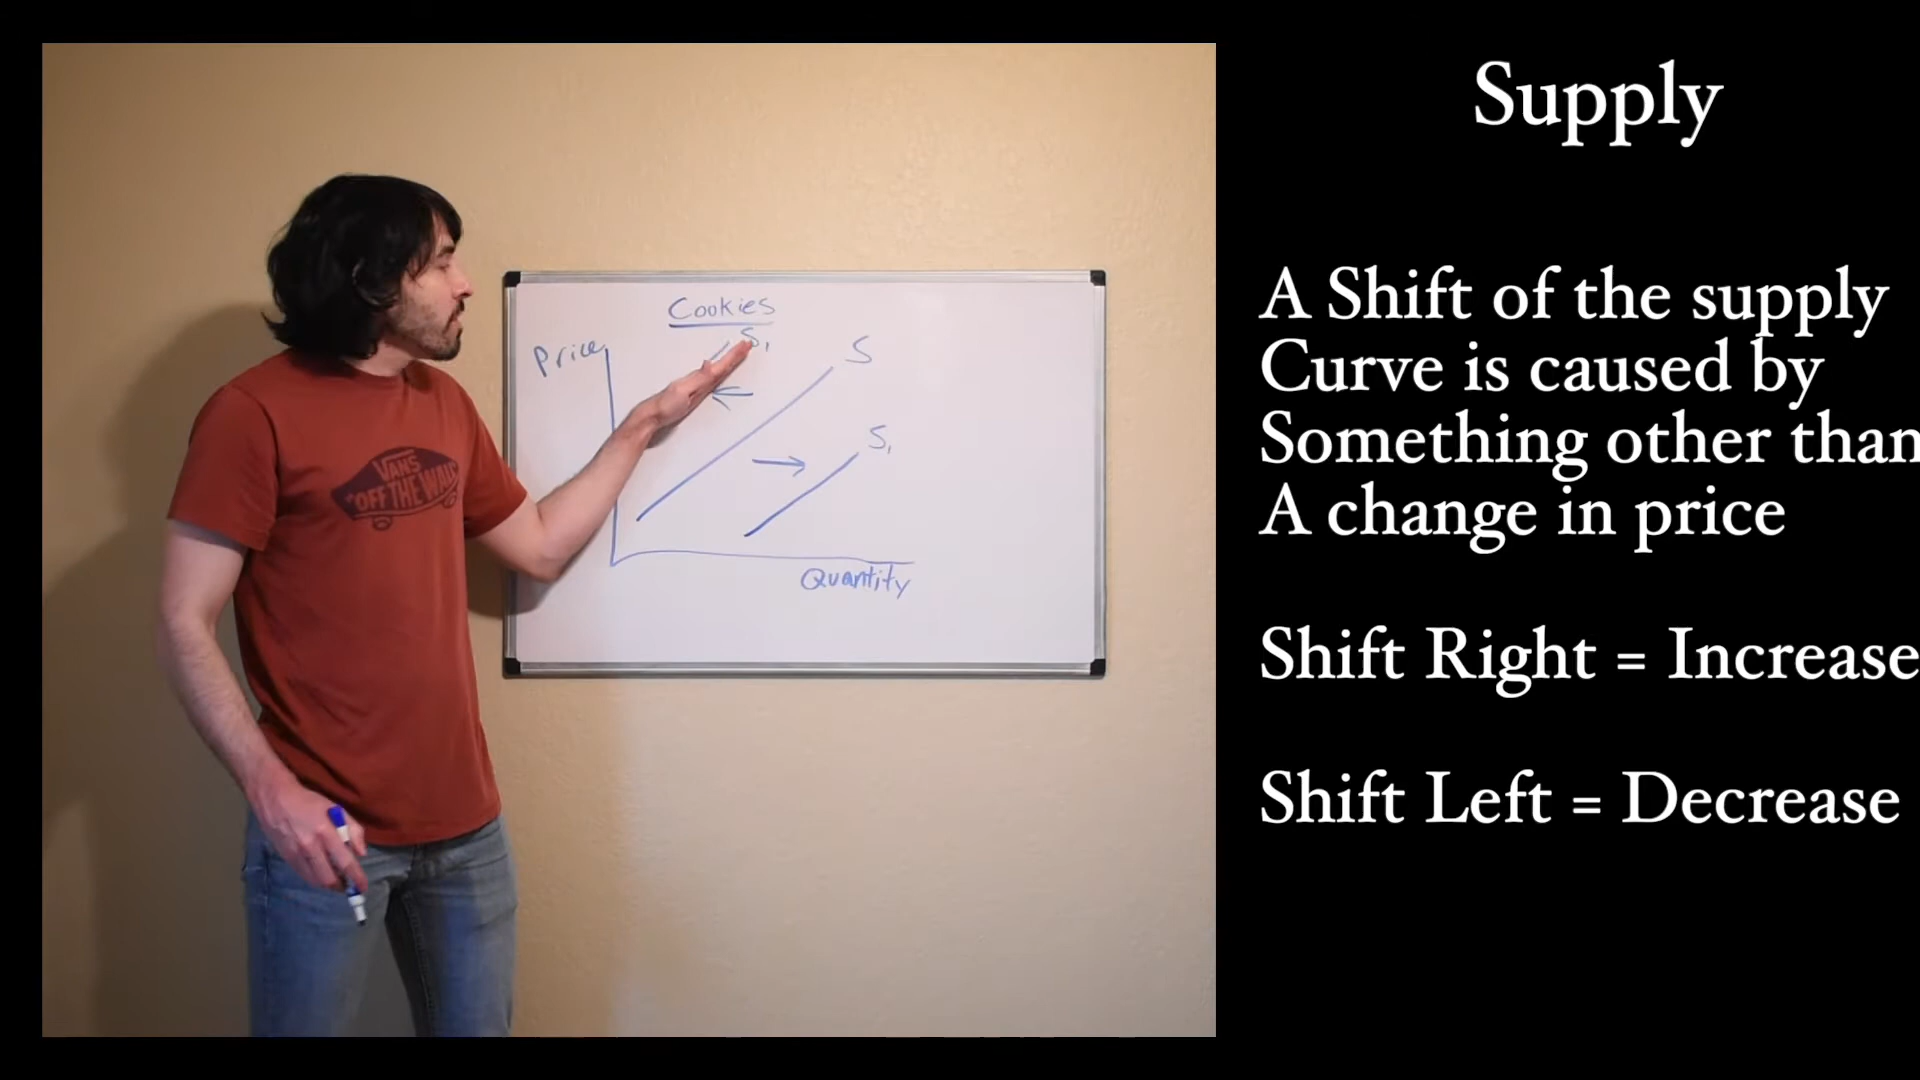 Supply
A Shift of the supply
Curve is caused by
Something other than
A change in price
Shift Right = Increase
Shift Left = Decrease
Cookies
Price
S₁
S
S₁
Quantity
VANS
"OFF THE WALL"